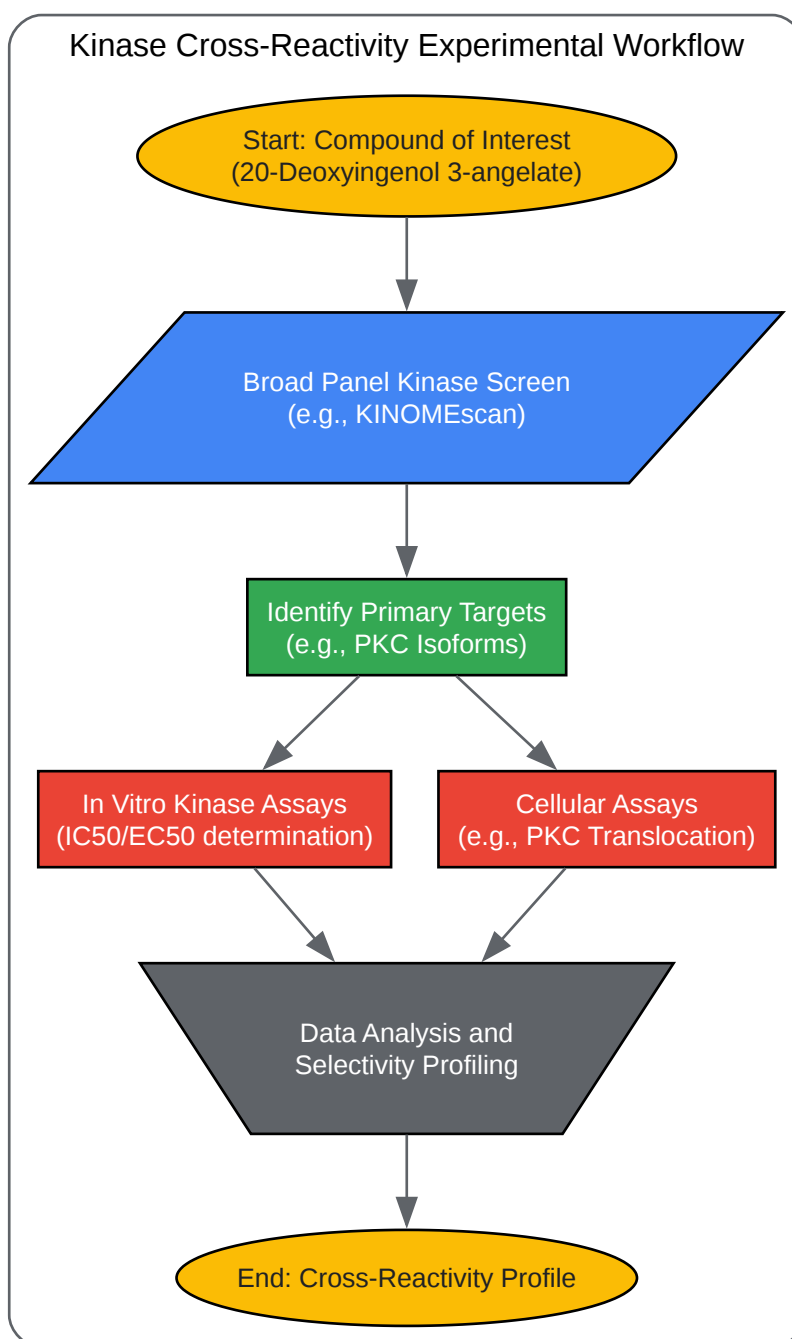 Kinase Cross-Reactivity Experimental Workflow
Start: Compound of Interest
(20-Deoxyingenol 3-angelate)
Broad Panel Kinase Screen
(e.g., KINOMEscan)
Identify Primary Targets
(e.g., PKC Isoforms)
In Vitro Kinase Assays
(IC50/EC50 determination)
Cellular Assays
(e.g., PKC Translocation)
Data Analysis and
Selectivity Profiling
End: Cross-Reactivity Profile